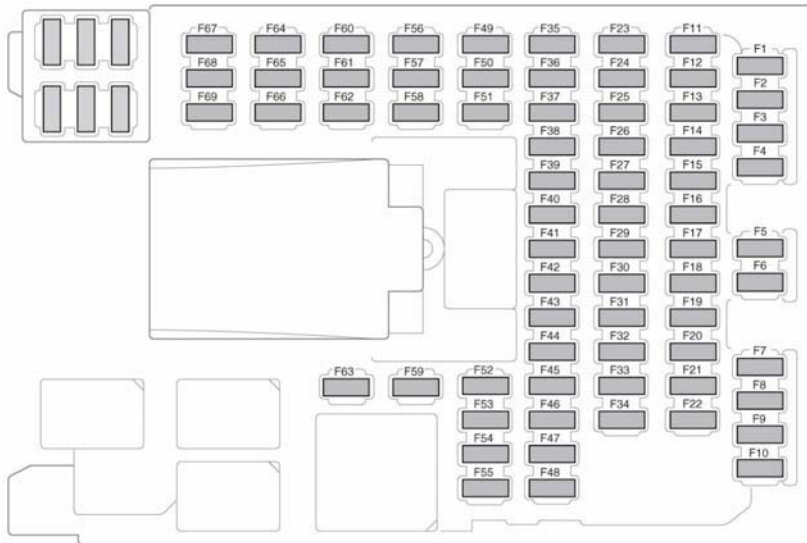 F67 F64 F60 F56 F49 F35 F23 F11
F1
F68 F65 F61 F57 F50 F36 F24 F12
F2
F69 F66 F62 F58 F51 F37 F25 F13
F3
F38 F26 F14
F4
F39 F27 F15
F40 F28 F16
F41 F29 F17 F5
F42 F30 F18 F6
F43 F31 F19
F44 F32 F20
F7
F63 F59 F52 F45 F33 F21
F8
F53 F46 F34 F22
F9
F54 F47
F10
F55 F48